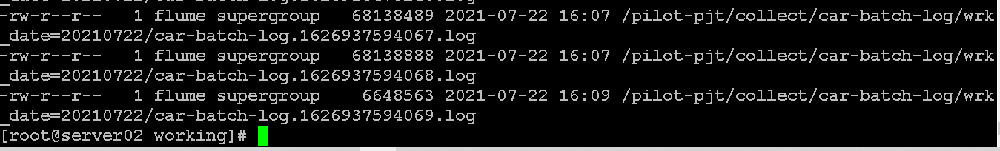 -rw-r--r--   1 flume supergroup   68138489 2021-07-22 16:07 /pilot-pjt/collect/car-batch-log/wrk
_date=20210722/car-batch-log.1626937594067.log
-rw-r--r--   1 flume supergroup   68138888 2021-07-22 16:07 /pilot-pjt/collect/car-batch-log/wrk
_date=20210722/car-batch-log.1626937594068.log
-rw-r--r--   1 flume supergroup    6648563 2021-07-22 16:09 /pilot-pjt/collect/car-batch-log/wrk
_date=20210722/car-batch-log.1626937594069.log
[root@server02 working]#